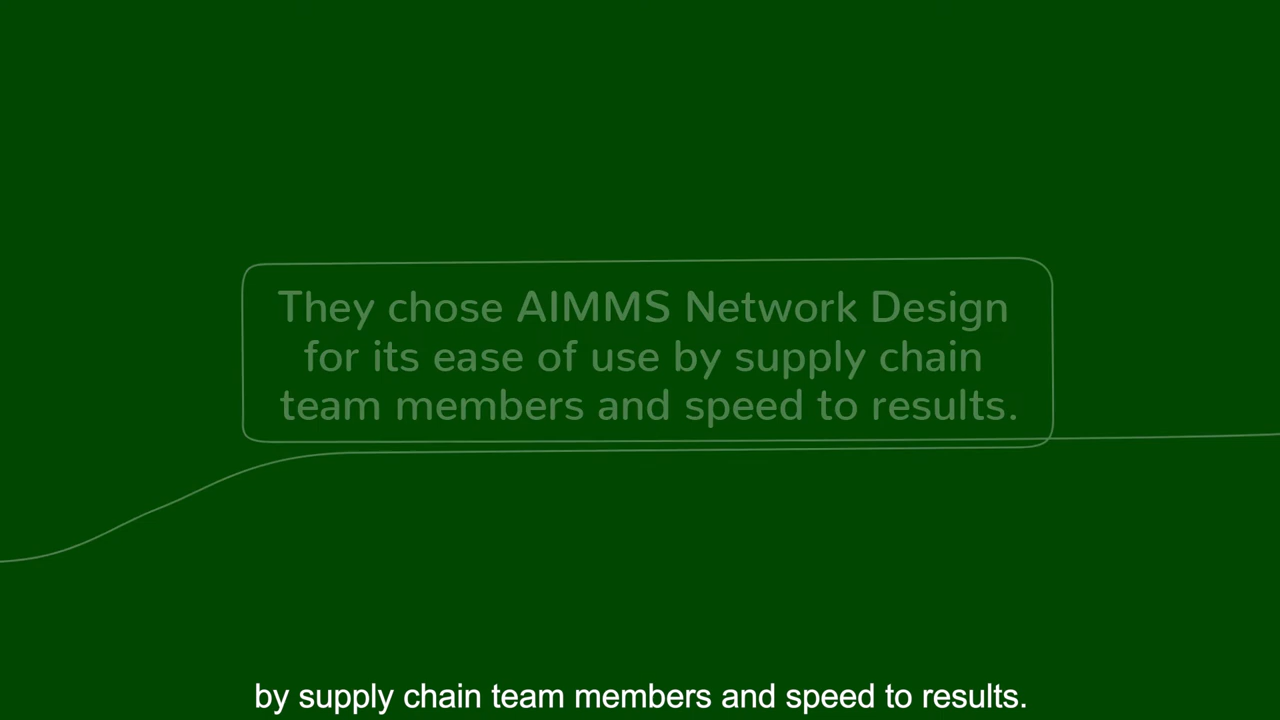 They chose AIMMS Network Design
for its ease of use by supply chain
team members and speed to results.
by supply chain team members and speed to results.